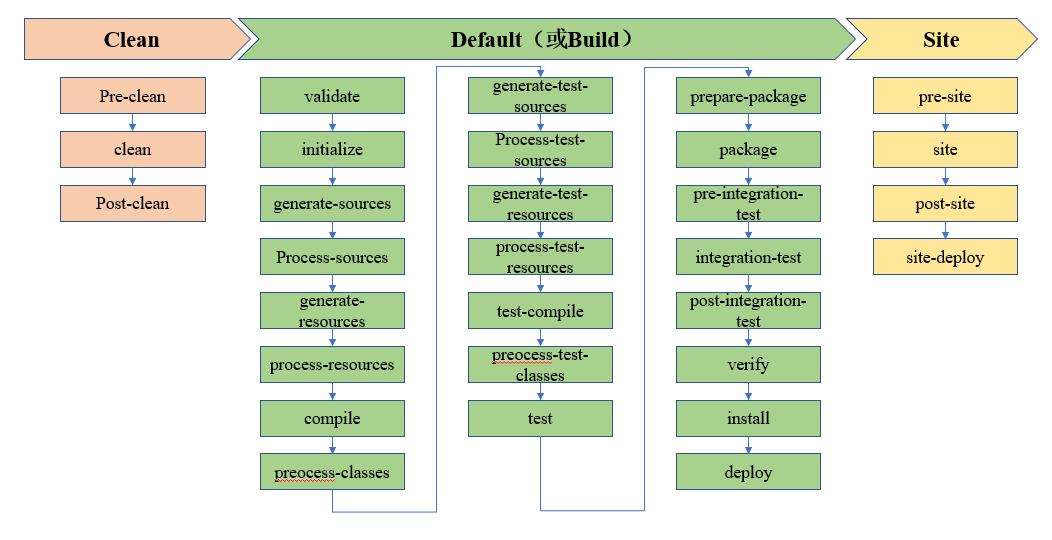 Clean
Default（或Build）
Site
Pre-clean
clean
Post-clean
validate
initialize
generate-sources
Process-sources
generate-
resources
process-resources
compile
preocess-classes
generate-test-
sources
Process-test-
sources
generate-test-
resources
process-test-
resources
test-compile
preocess-test-
classes
test
prepare-package
package
pre-integration-
test
integration-test
post-integration-
test
verify
install
deploy
pre-site
site
post-site
site-deploy